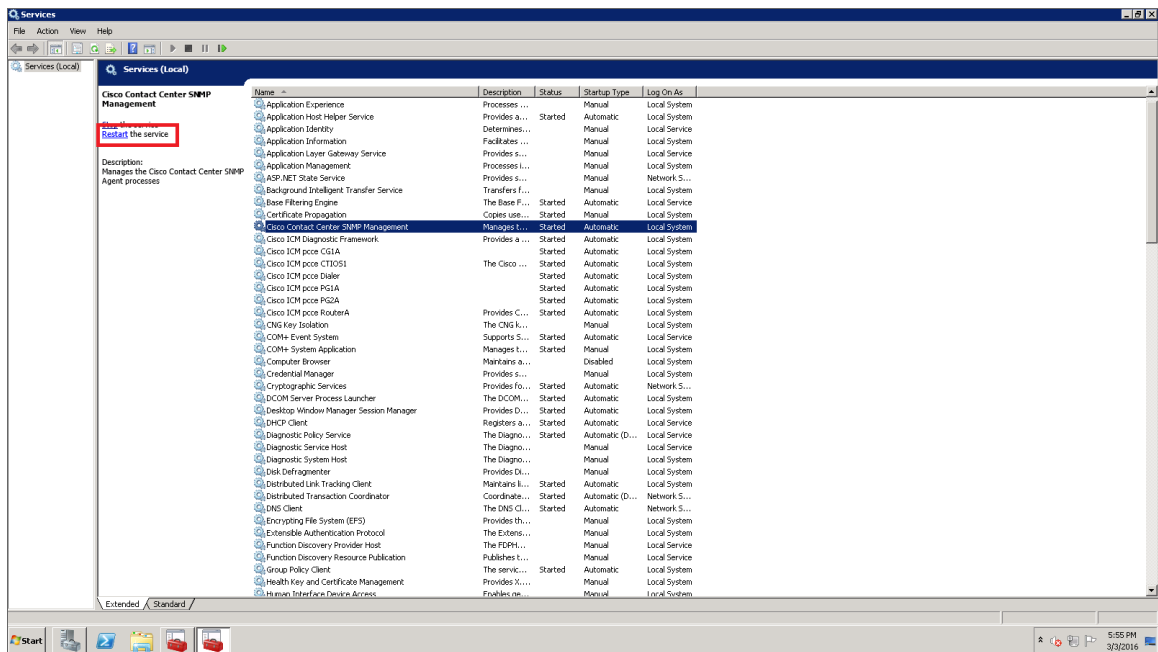 Services
File Action View Help
Services (Local)
Services (Local)
Cisco Contact Center SNMP
Management
Stop the service
Restart the service
Description:
Manages the Cisco Contact Center SNMP
Agent processes
Name Description Status Startup Type Log On As
Application Experience Processes ... Manual Local System
Application Host Helper Service Provides a... Started Automatic Local System
Application Identity Determines... Manual Local Service
Application Information Facilitates ... Manual Local System
Application Layer Gateway Service Provides s... Manual Local Service
Application Management Processes i... Manual Local System
ASP.NET State Service Provides s... Manual Network S...
Background Intelligent Transfer Service Transfers f... Manual Local System
Base Filtering Engine The Base F... Started Automatic Local Service
Certificate Propagation Copies use... Started Manual Local System
Cisco Contact Center SNMP Management Manages t... Started Automatic Local System
Cisco ICM Diagnostic Framework Provides a ... Started Automatic Local System
Cisco ICM pcce CG1A Started Automatic Local System
Cisco ICM pcce CTIOS1 The Cisco ... Started Automatic Local System
Cisco ICM pcce Dialer Started Automatic Local System
Cisco ICM pcce PG1A Started Automatic Local System
Cisco ICM pcce PG2A Started Automatic Local System
Cisco ICM pcce RouterA Provides C... Started Automatic Local System
CNG Key Isolation The CNG k... Manual Local System
COM+ Event System Supports S... Started Automatic Local Service
COM+ System Application Manages t... Started Manual Local System
Computer Browser Maintains a... Disabled Local System
Credential Manager Provides s... Manual Local System
Cryptographic Services Provides fo... Started Automatic Network S...
DCOM Server Process Launcher The DCOM... Started Automatic Local System
Desktop Window Manager Session Manager Provides D... Started Automatic Local System
DHCP Client Registers a... Started Automatic Local Service
Diagnostic Policy Service The Diagno... Started Automatic (D... Local Service
Diagnostic Service Host The Diagno... Manual Local Service
Diagnostic System Host The Diagno... Manual Local System
Disk Defragmenter Provides Di... Manual Local System
Distributed Link Tracking Client Maintains li... Started Automatic Local System
Distributed Transaction Coordinator Coordinate... Started Automatic (D... Network S...
DNS Client The DNS Cl... Started Automatic Network S...
Encrypting File System (EFS) Provides th... Manual Local System
Extensible Authentication Protocol The Extens... Manual Local System
Function Discovery Provider Host The FDPH... Manual Local Service
Function Discovery Resource Publication Publishes t... Manual Local Service
Group Policy Client The servic... Started Automatic Local System
Health Key and Certificate Management Provides X.... Manual Local System
Human Interface Device Access Enables ge... Manual Local System
Extended Standard
Start
5:55 PM
3/3/2016